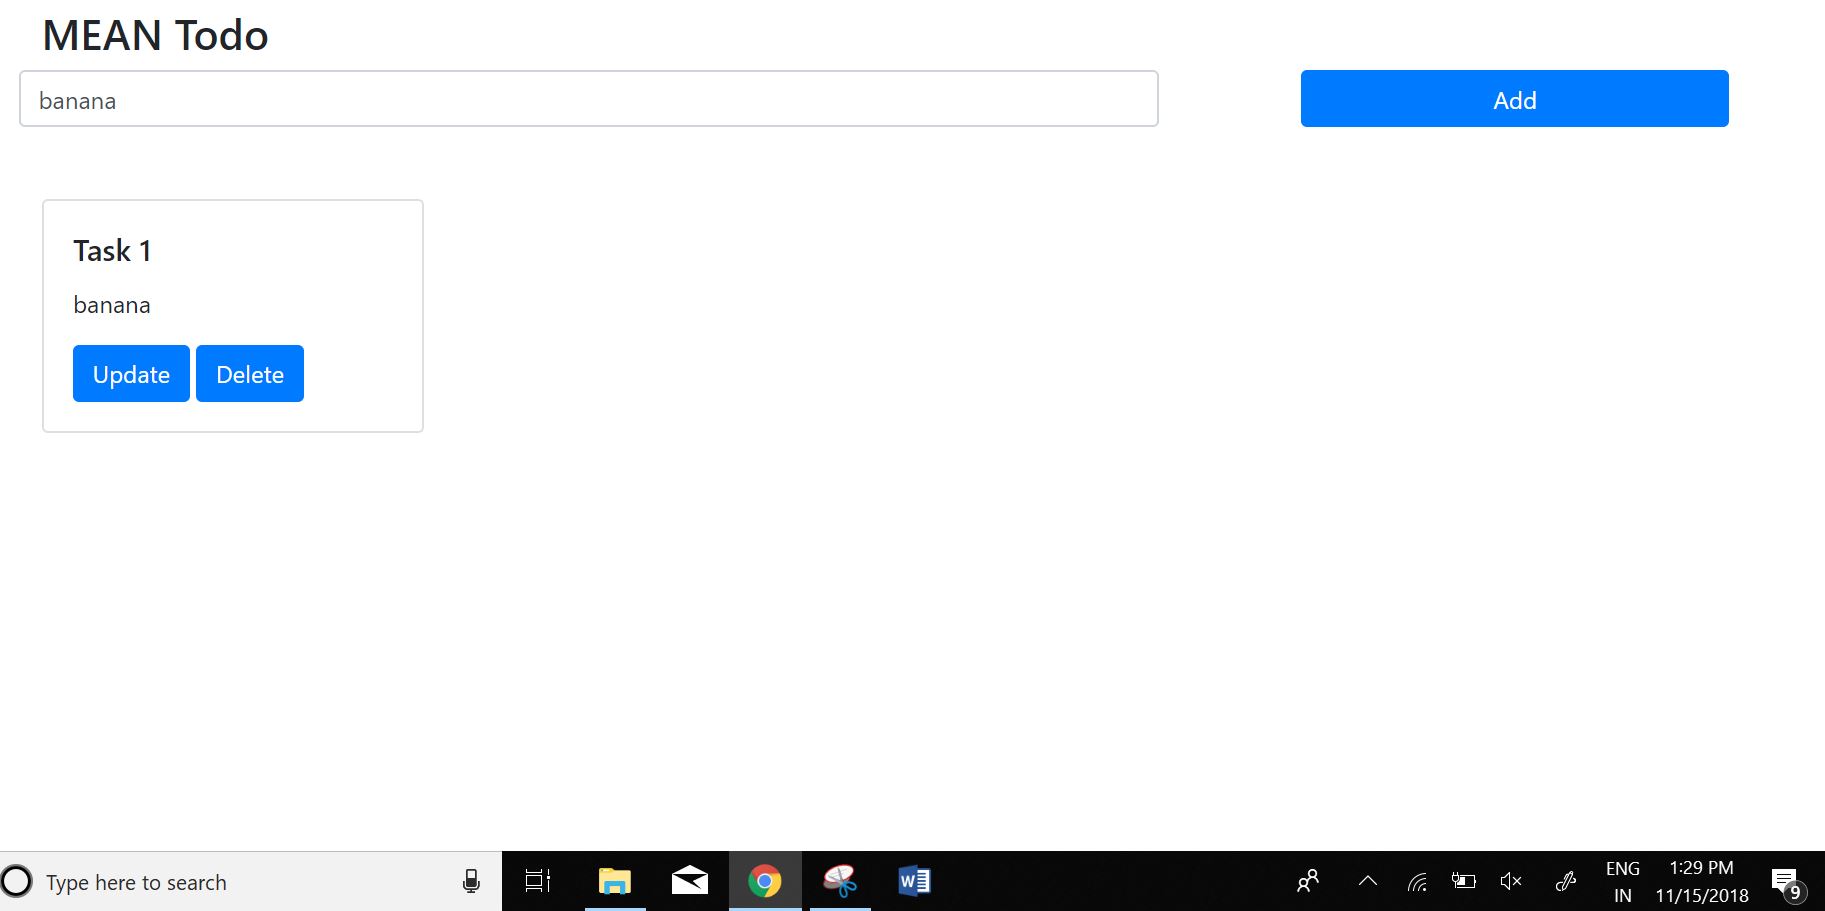 MEAN Todo
banana
Add
Task 1
banana
Update Delete
Type here to search
W
ENG
IN
1:29 PM
11/15/2018
9